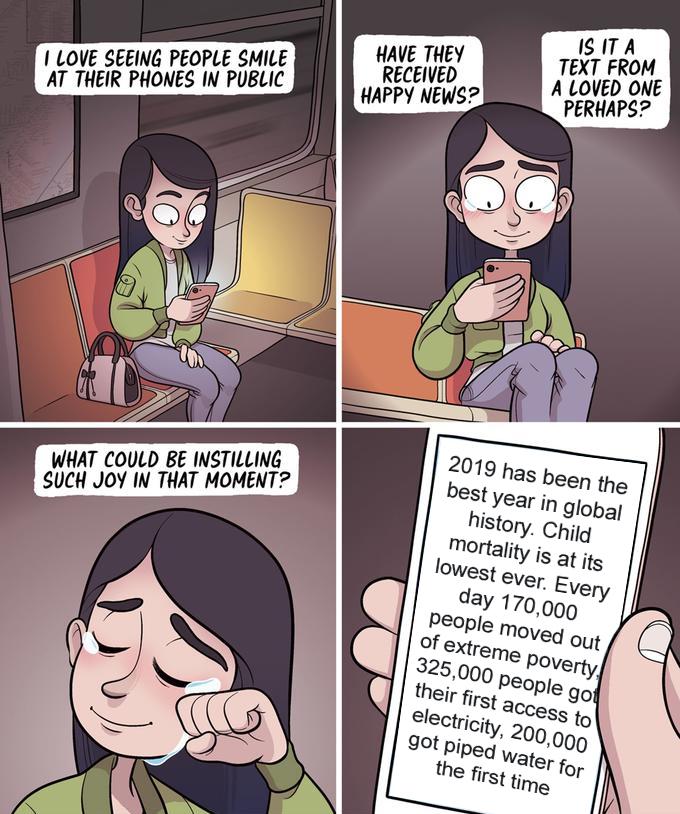 I LOVE SEEING PEOPLE SMILE
AT THEIR PHONES IN PUBLIC
HAVE THEY
RECEIVED
HAPPY NEWS?
IS IT A
TEXT FROM
A LOVED ONE
PERHAPS?
WHAT COULD BE INSTILLING
SUCH JOY IN THAT MOMENT?
2019 has been the
best year in global
history. Child
mortality is at its
lowest ever. Every
day 170,000
people moved out
of extreme poverty,
325,000 people got
their first access to
electricity, 200,000
got piped water for
the first time